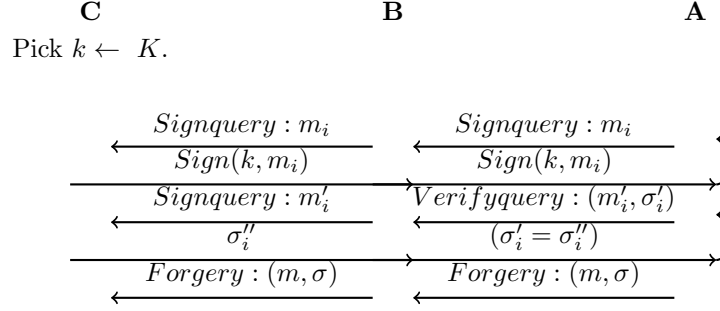 C B A
Pick k ← K.
Signquery : m_i Signquery : m_i
Sign(k, m_i) Sign(k, m_i)
Signquery : m'_i Verifyquery : (m'_i, σ'_i)
σ''_i (σ'_i = σ''_i)
Forgery : (m, σ) Forgery : (m, σ)